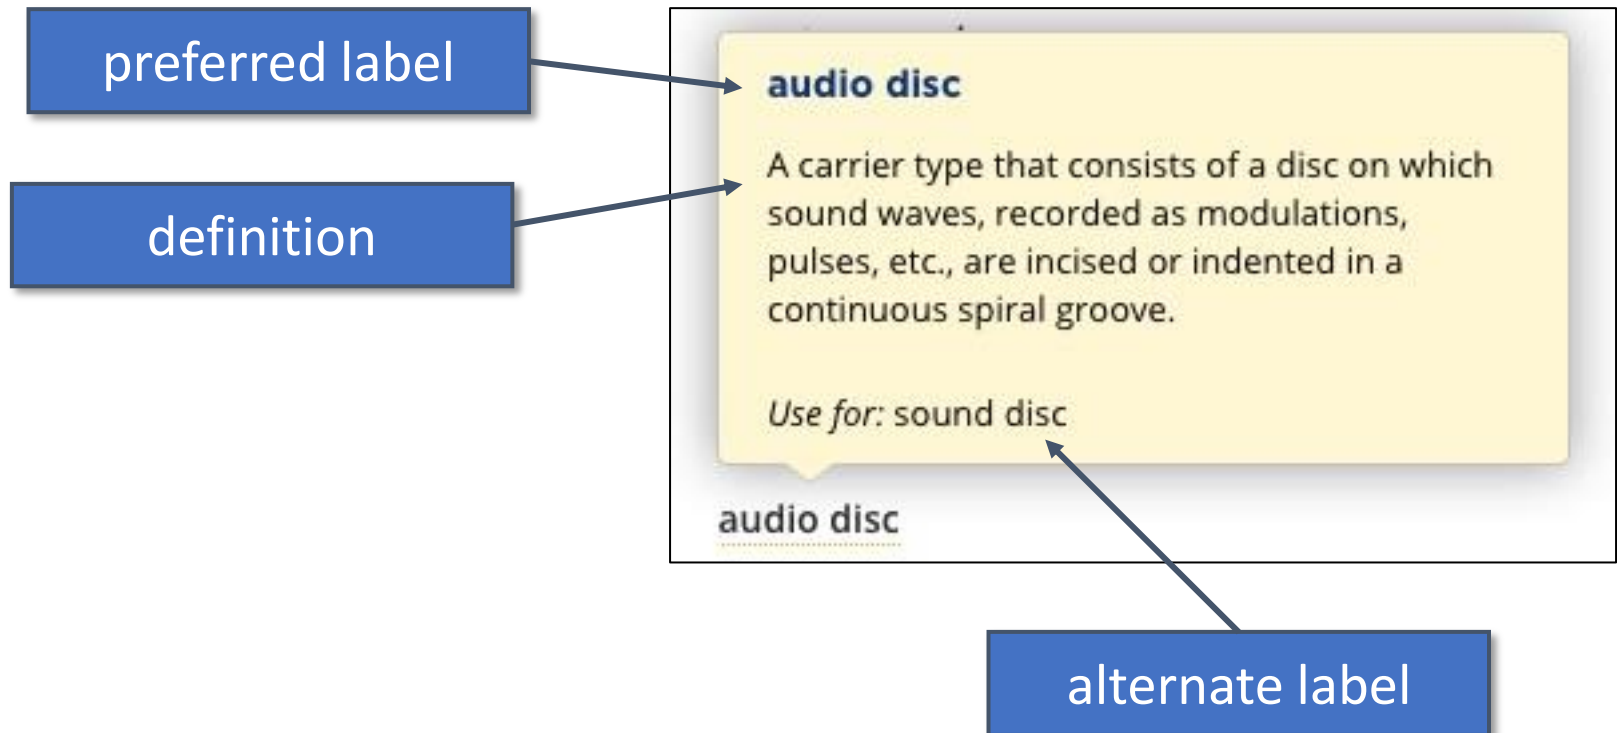 preferred label
audio disc
definition
A carrier type that consists of a disc on which
sound waves, recorded as modulations,
pulses, etc., are incised or indented in a
continuous spiral groove.
Use for: sound disc
audio disc
alternate label